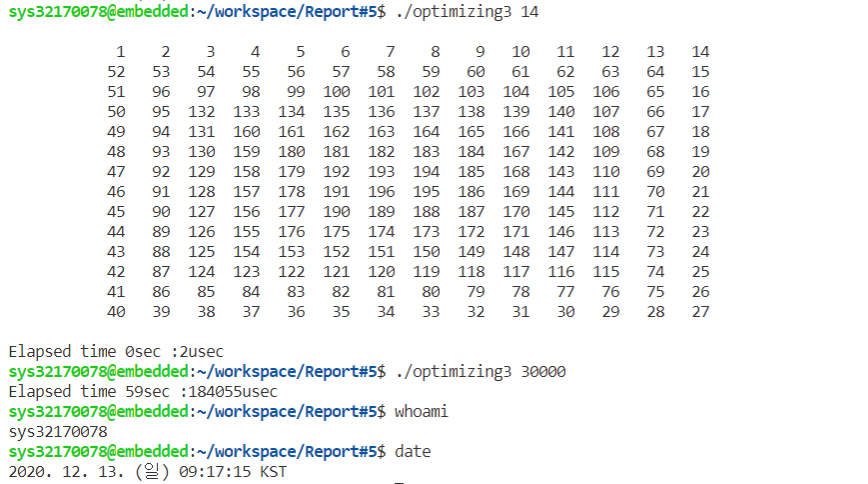 sys32170078@embedded:~/workspace/Report#5$ ./optimizing3 14
1 2 3 4 5 6 7 8 9 10 11 12 13 14
52 53 54 55 56 57 58 59 60 61 62 63 64 15
51 96 97 98 99 100 101 102 103 104 105 106 65 16
50 95 132 133 134 135 136 137 138 139 140 107 66 17
49 94 131 160 161 162 163 164 165 166 141 108 67 18
48 93 130 159 180 181 182 183 184 167 142 109 68 19
47 92 129 158 179 192 193 194 185 168 143 110 69 20
46 91 128 157 178 191 196 195 186 169 144 111 70 21
45 90 127 156 177 190 189 188 187 170 145 112 71 22
44 89 126 155 176 175 174 173 172 171 146 113 72 23
43 88 125 154 153 152 151 150 149 148 147 114 73 24
42 87 124 123 122 121 120 119 118 117 116 115 74 25
41 86 85 84 83 82 81 80 79 78 77 76 75 26
40 39 38 37 36 35 34 33 32 31 30 29 28 27
Elapsed time 0sec :2usec
sys32170078@embedded:~/workspace/Report#5$ ./optimizing3 30000
Elapsed time 59sec :184055usec
sys32170078@embedded:~/workspace/Report#5$ whoami
sys32170078
sys32170078@embedded:~/workspace/Report#5$ date
2020. 12. 13. (일) 09:17:15 KST